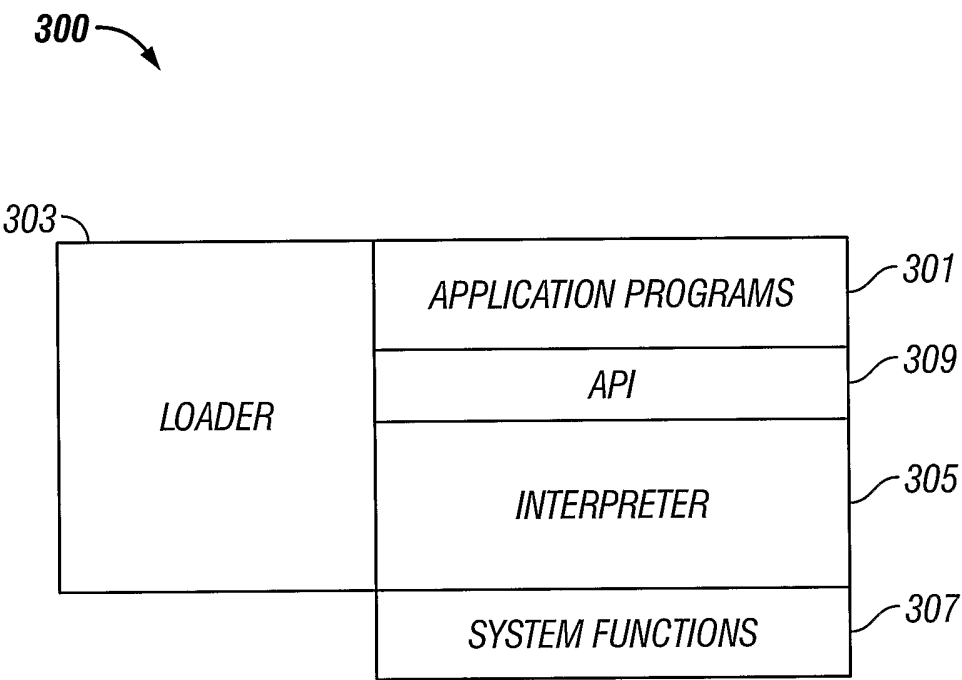 300
303
APPLICATION PROGRAMS
301
API
309
LOADER
INTERPRETER
305
SYSTEM FUNCTIONS
307